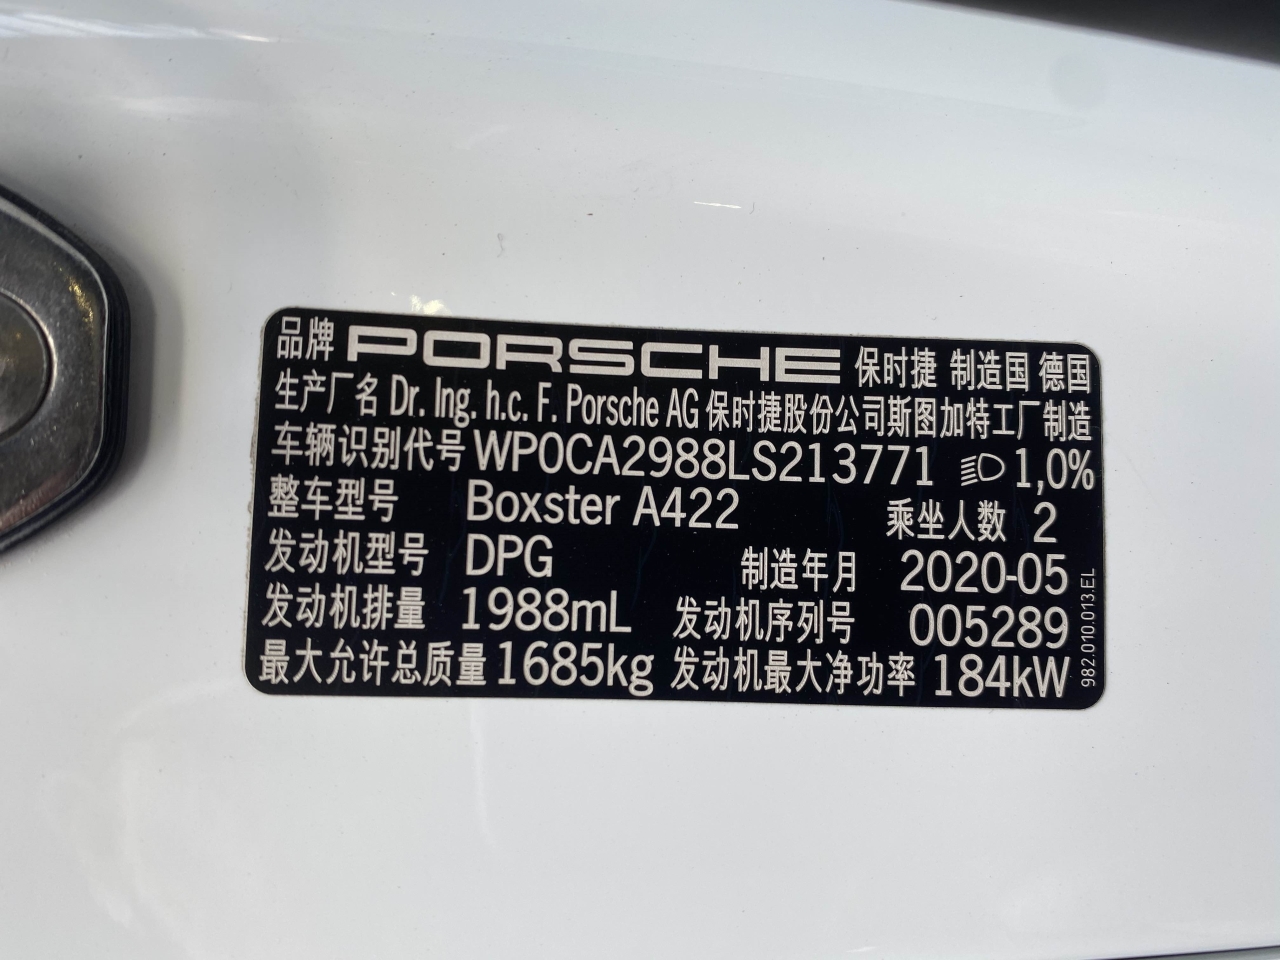 品牌 PORSCHE 保时捷 制造国 德国
生产厂名 Dr. Ing. h.c. F. Porsche AG 保时捷股份公司斯图加特工厂制造
车辆识别代号 WP0CA2988LS213771 1,0%
整车型号 Boxster A422 乘坐人数 2
发动机型号 DPG 制造年月 2020-05
发动机排量 1988mL 发动机序列号 005289
最大允许总质量 1685kg 发动机最大净功率 184kW
982.010.013.EL